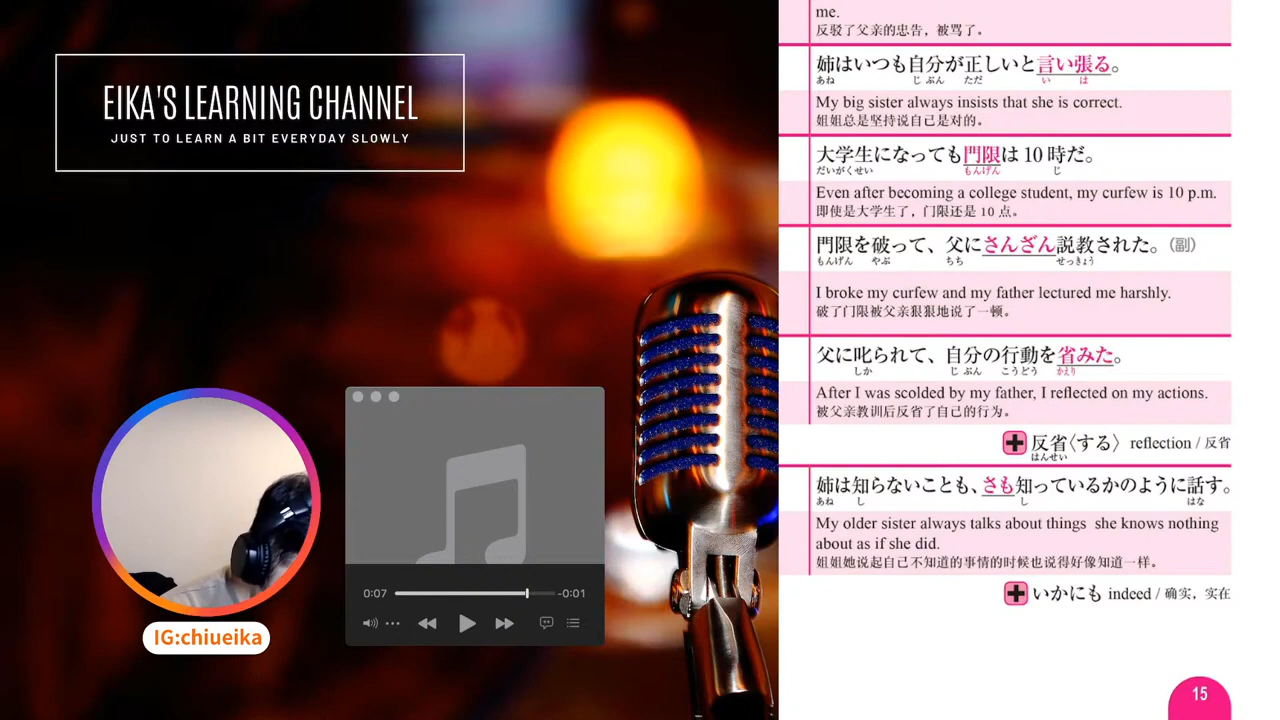 EIKA'S LEARNING CHANNEL
JUST TO LEARN A BIT EVERYDAY SLOWLY
IG:chiueika
0:07
-0:01
me.
反驳了父亲的忠告，被骂了。
姉はいつも自分が正しいと言い張る。
あね じぶん ただ い は
My big sister always insists that she is correct.
姐姐总是坚持说自己是对的。
大学生になっても門限は 10 時だ。
だいがくせい もんげん じ
Even after becoming a college student, my curfew is 10 p.m.
即使是大学生了，门限还是 10 点。
門限を破って、父にさんざん説教された。（副）
もんげん やぶ ちち せっきょう
I broke my curfew and my father lectured me harshly.
破了门限被父亲狠狠地说了一顿。
父に叱られて、自分の行動を省みた。
しか じぶん こうどう かえり
After I was scolded by my father, I reflected on my actions.
被父亲教训后反省了自己的行为。
反省〈する〉 reflection / 反省
はんせい
姉は知らないことも、さも知っているかのように話す。
あね し し はな
My older sister always talks about things she knows nothing
about as if she did.
姐姐她说起自己不知道的事情的时候也说得好像知道一样。
いかにも indeed / 确实，实在
15